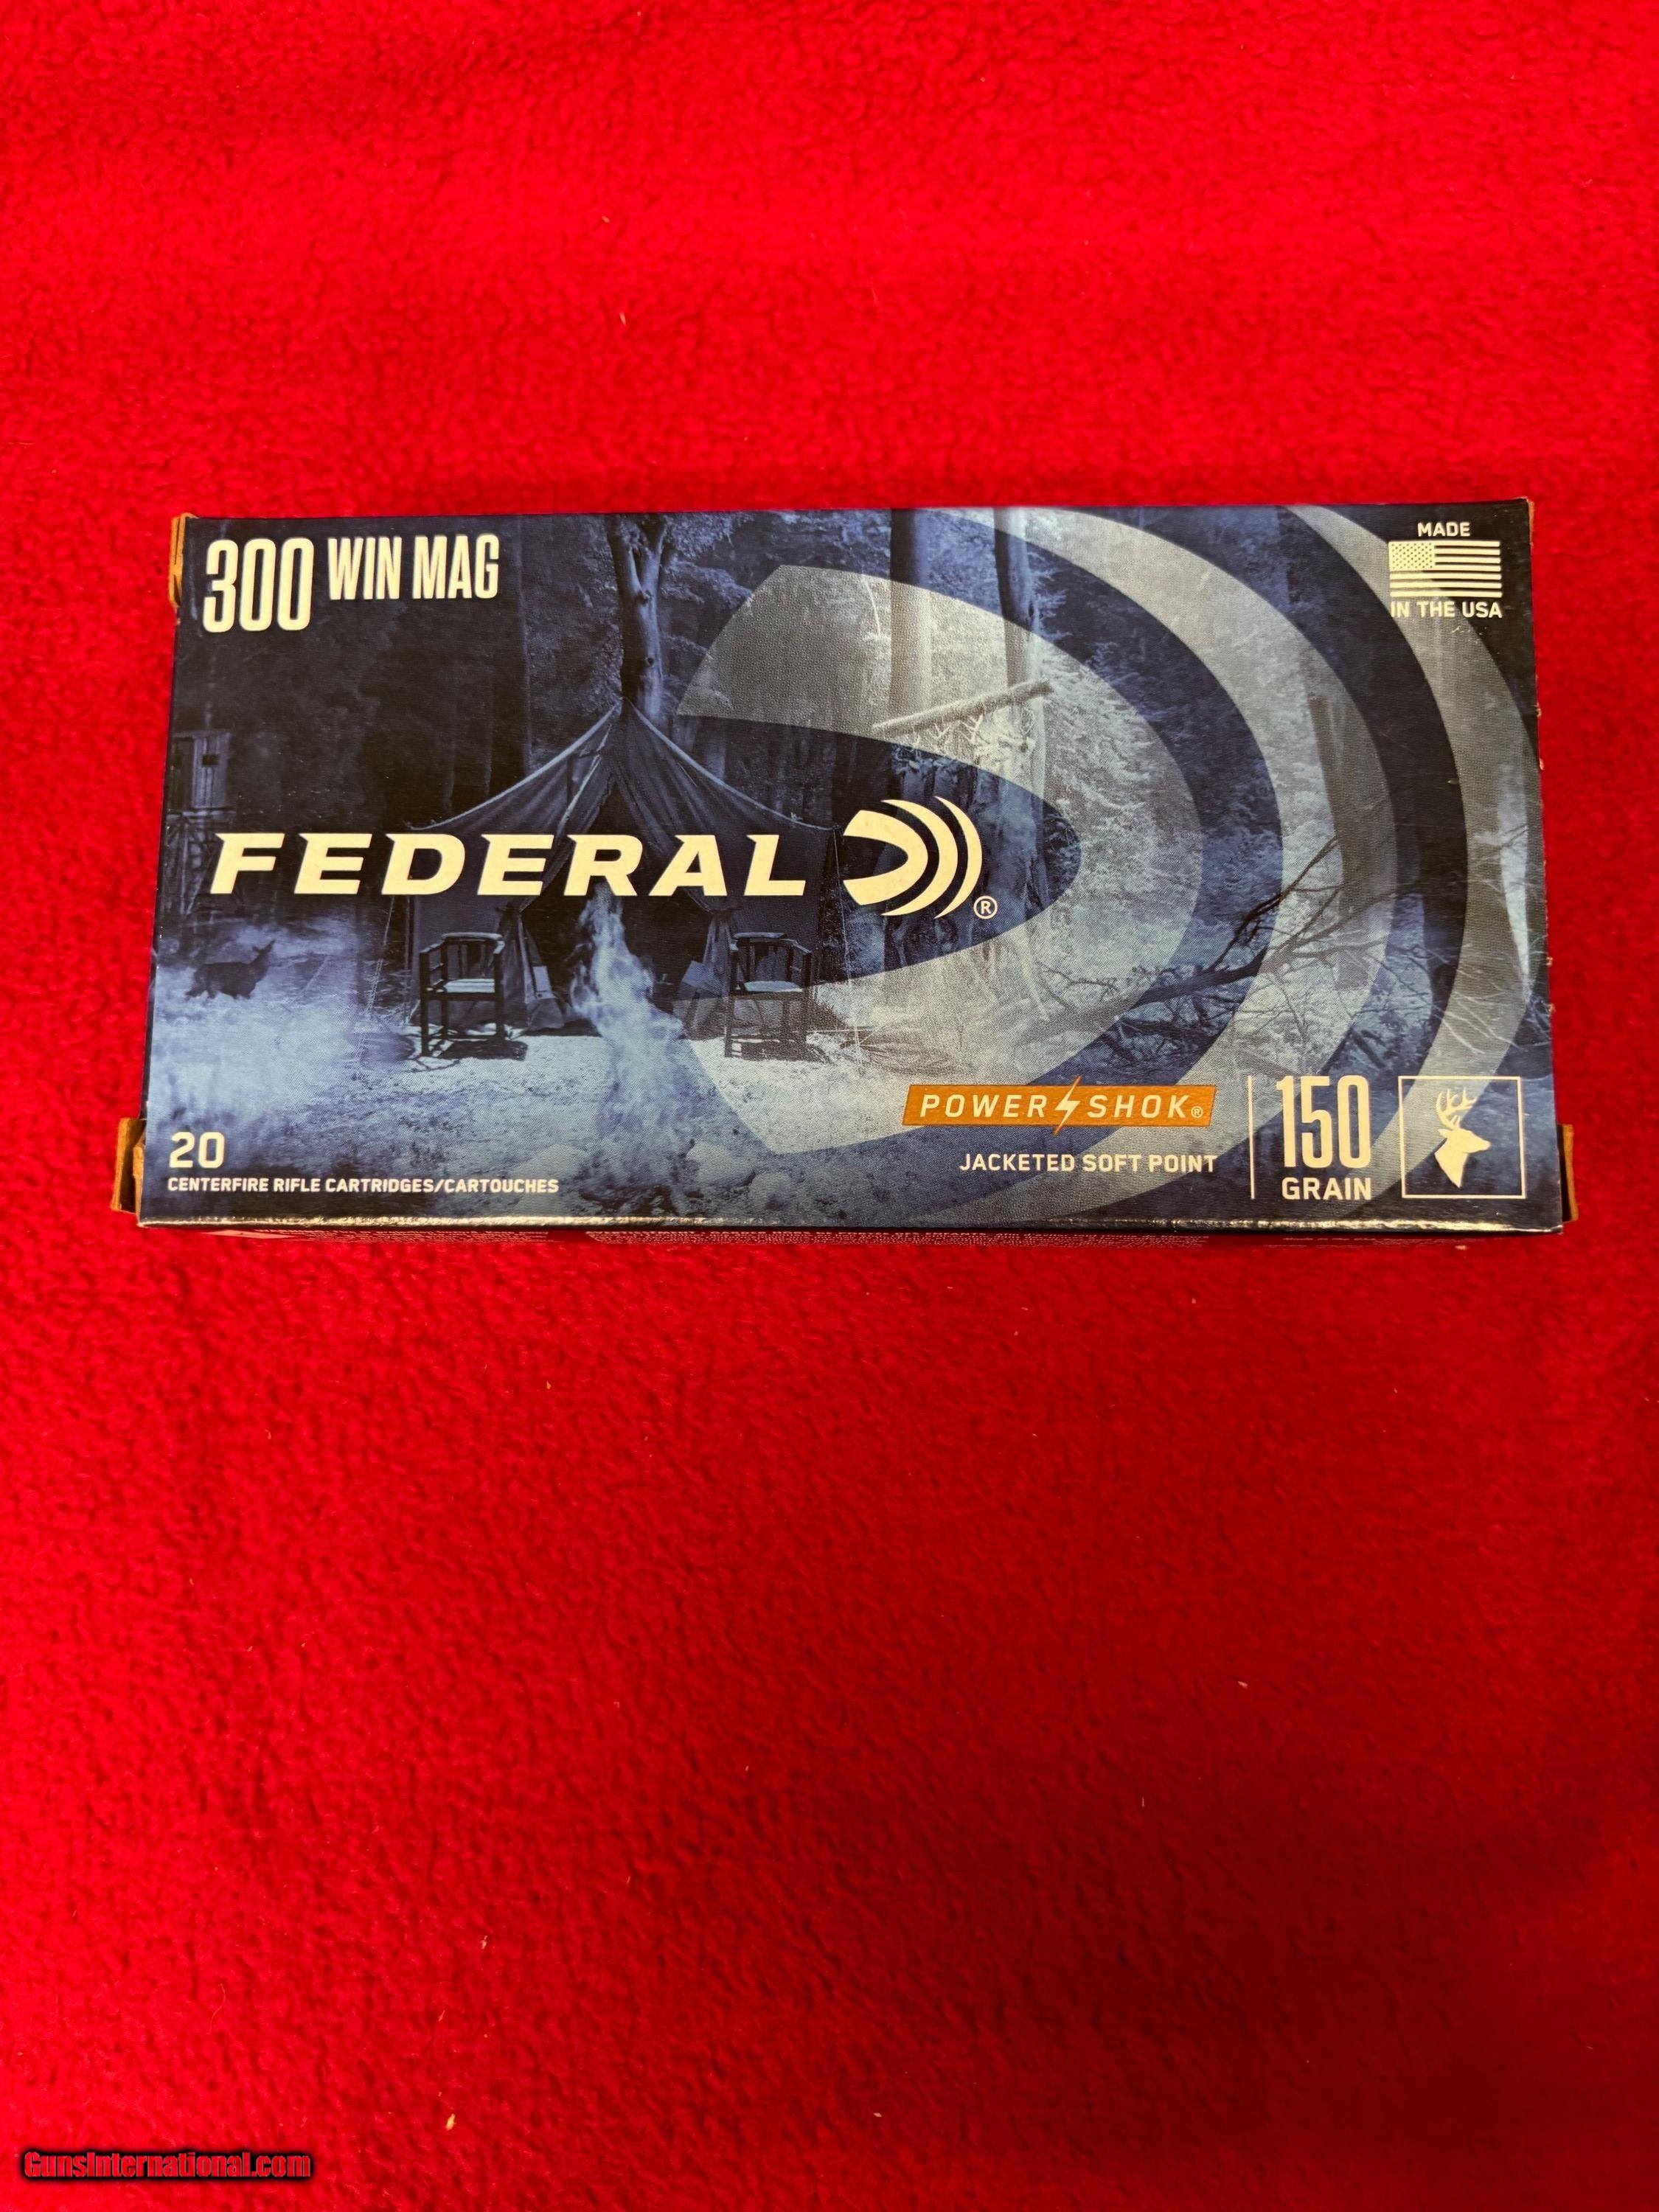 300 WIN MAG
MADE
IN THE USA
FEDERAL®
POWER SHOK®
JACKETED SOFT POINT
150
GRAIN
20
CENTERFIRE RIFLE CARTRIDGES/CARTOUCHES
GunsInternational.com